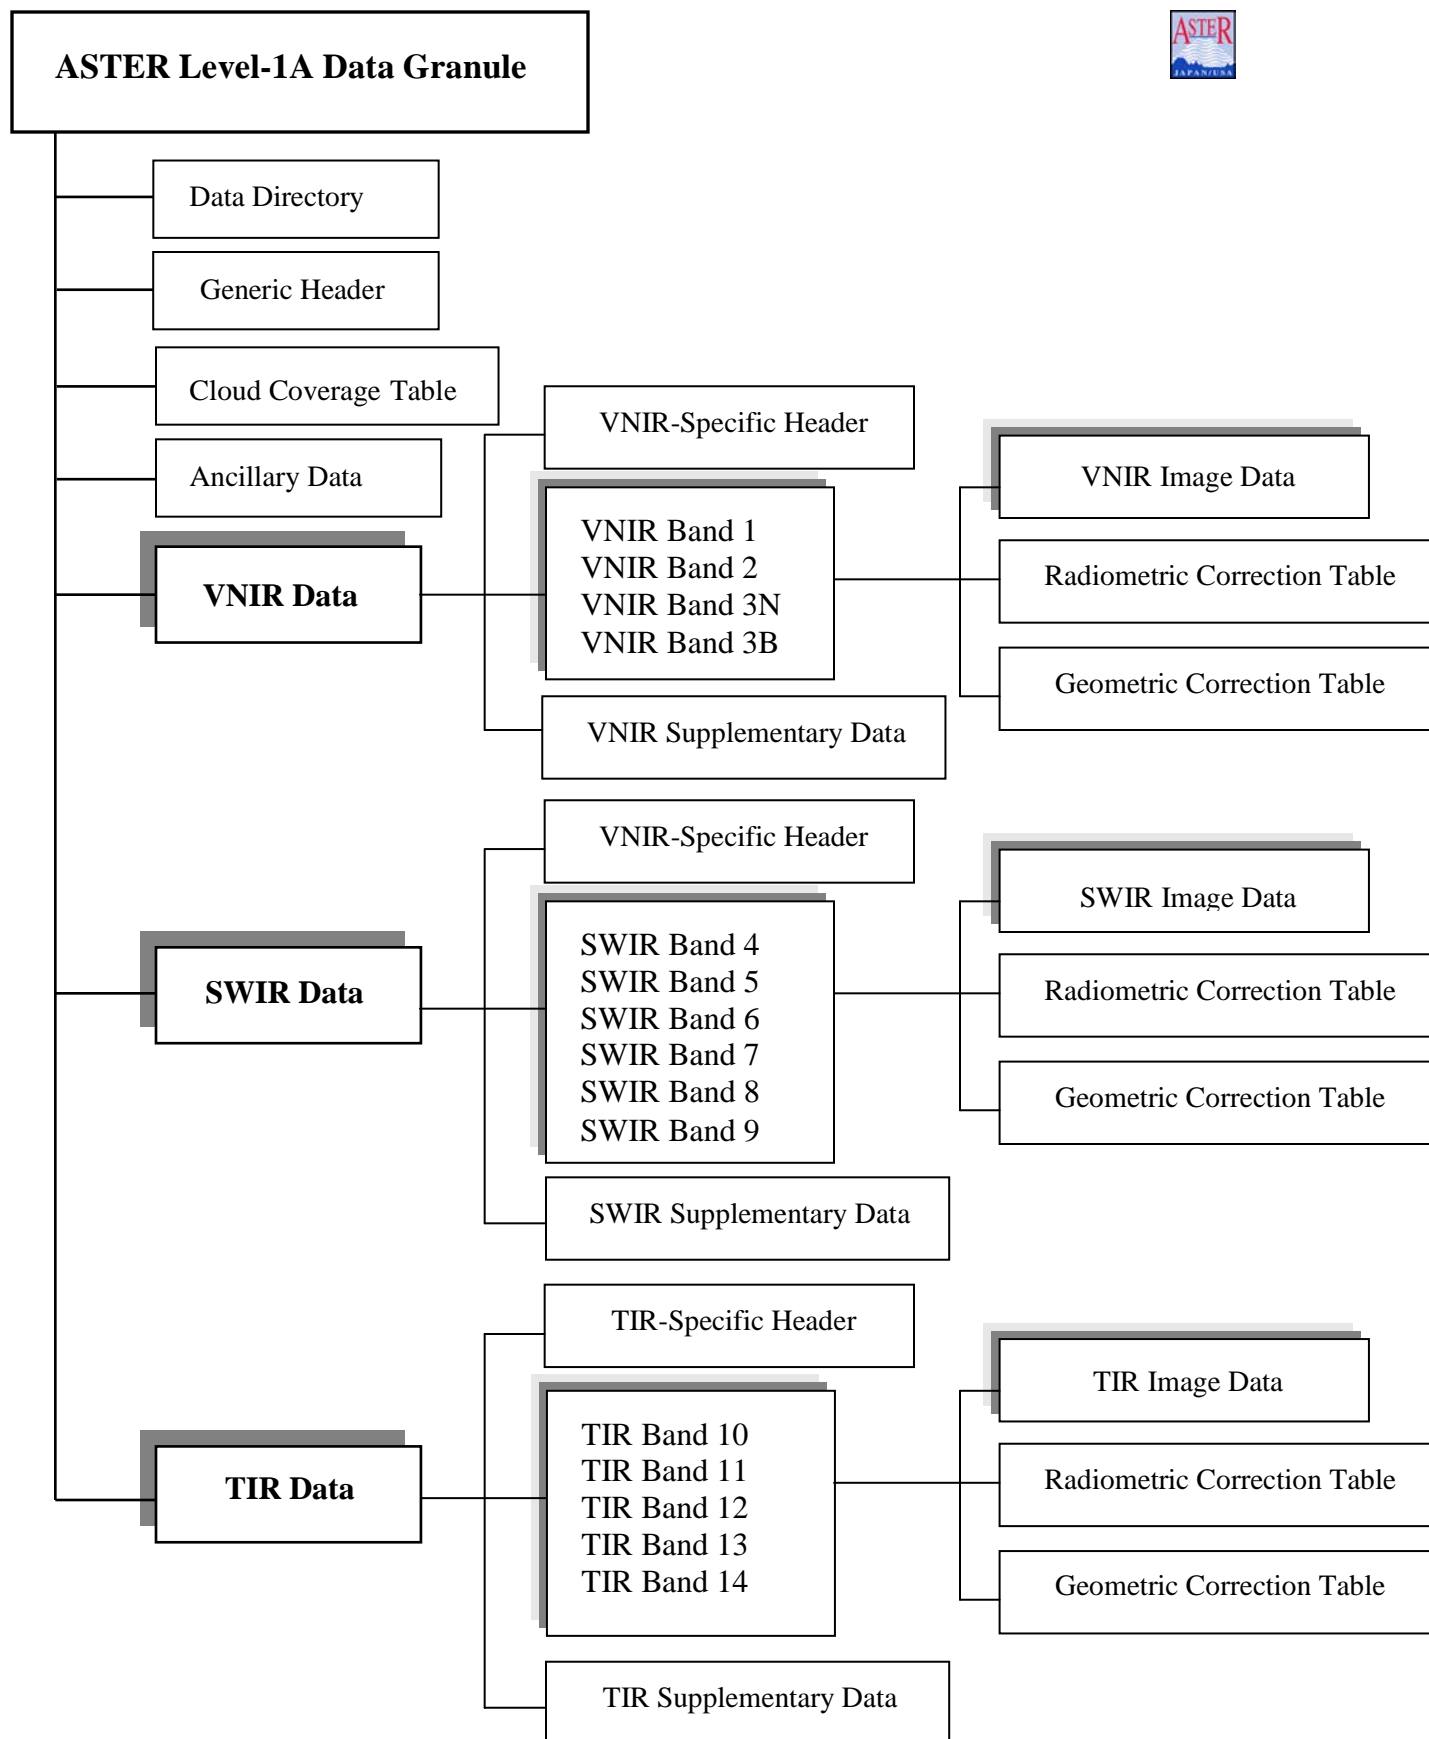 ASTER Level-1A Data Granule
ASTER
JAPAN/USA
Data Directory
Generic Header
Cloud Coverage Table
Ancillary Data
VNIR Data
VNIR-Specific Header
VNIR Band 1
VNIR Band 2
VNIR Band 3N
VNIR Band 3B
VNIR Supplementary Data
VNIR Image Data
Radiometric Correction Table
Geometric Correction Table
SWIR Data
VNIR-Specific Header
SWIR Band 4
SWIR Band 5
SWIR Band 6
SWIR Band 7
SWIR Band 8
SWIR Band 9
SWIR Supplementary Data
SWIR Image Data
Radiometric Correction Table
Geometric Correction Table
TIR Data
TIR-Specific Header
TIR Band 10
TIR Band 11
TIR Band 12
TIR Band 13
TIR Band 14
TIR Supplementary Data
TIR Image Data
Radiometric Correction Table
Geometric Correction Table